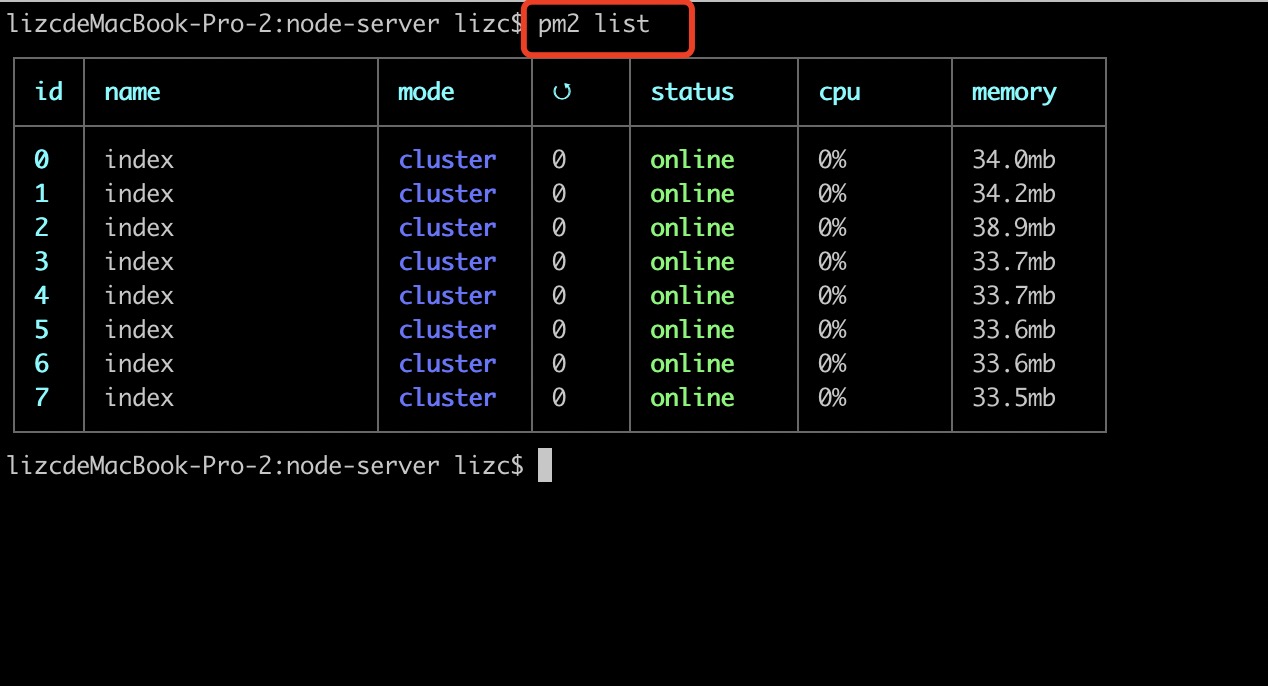 lizcdeMacBook-Pro-2:node-server lizc$ pm2 list
id name mode ↺ status cpu memory
0 index cluster 0 online 0% 34.0mb
1 index cluster 0 online 0% 34.2mb
2 index cluster 0 online 0% 38.9mb
3 index cluster 0 online 0% 33.7mb
4 index cluster 0 online 0% 33.7mb
5 index cluster 0 online 0% 33.6mb
6 index cluster 0 online 0% 33.6mb
7 index cluster 0 online 0% 33.5mb
lizcdeMacBook-Pro-2:node-server lizc$